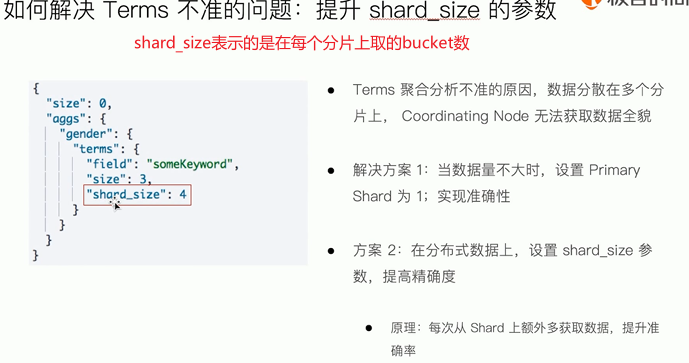 如何解决 Terms 不准的问题：提升 shard_size 的参数
shard_size表示的是在每个分片上取的bucket数
{
"size": 0,
"aggs": {
"gender": {
"terms": {
"field": "someKeyword",
"size": 3,
"shard_size": 4
}
}
}
}
Terms 聚合分析不准的原因，数据分散在多个分
片上， Coordinating Node 无法获取数据全貌
解决方案 1：当数据量不大时，设置 Primary
Shard 为 1；实现准确性
方案 2：在分布式数据上，设置 shard_size 参
数，提高精确度
原理：每次从 Shard 上额外多获取数据，提升准
确率